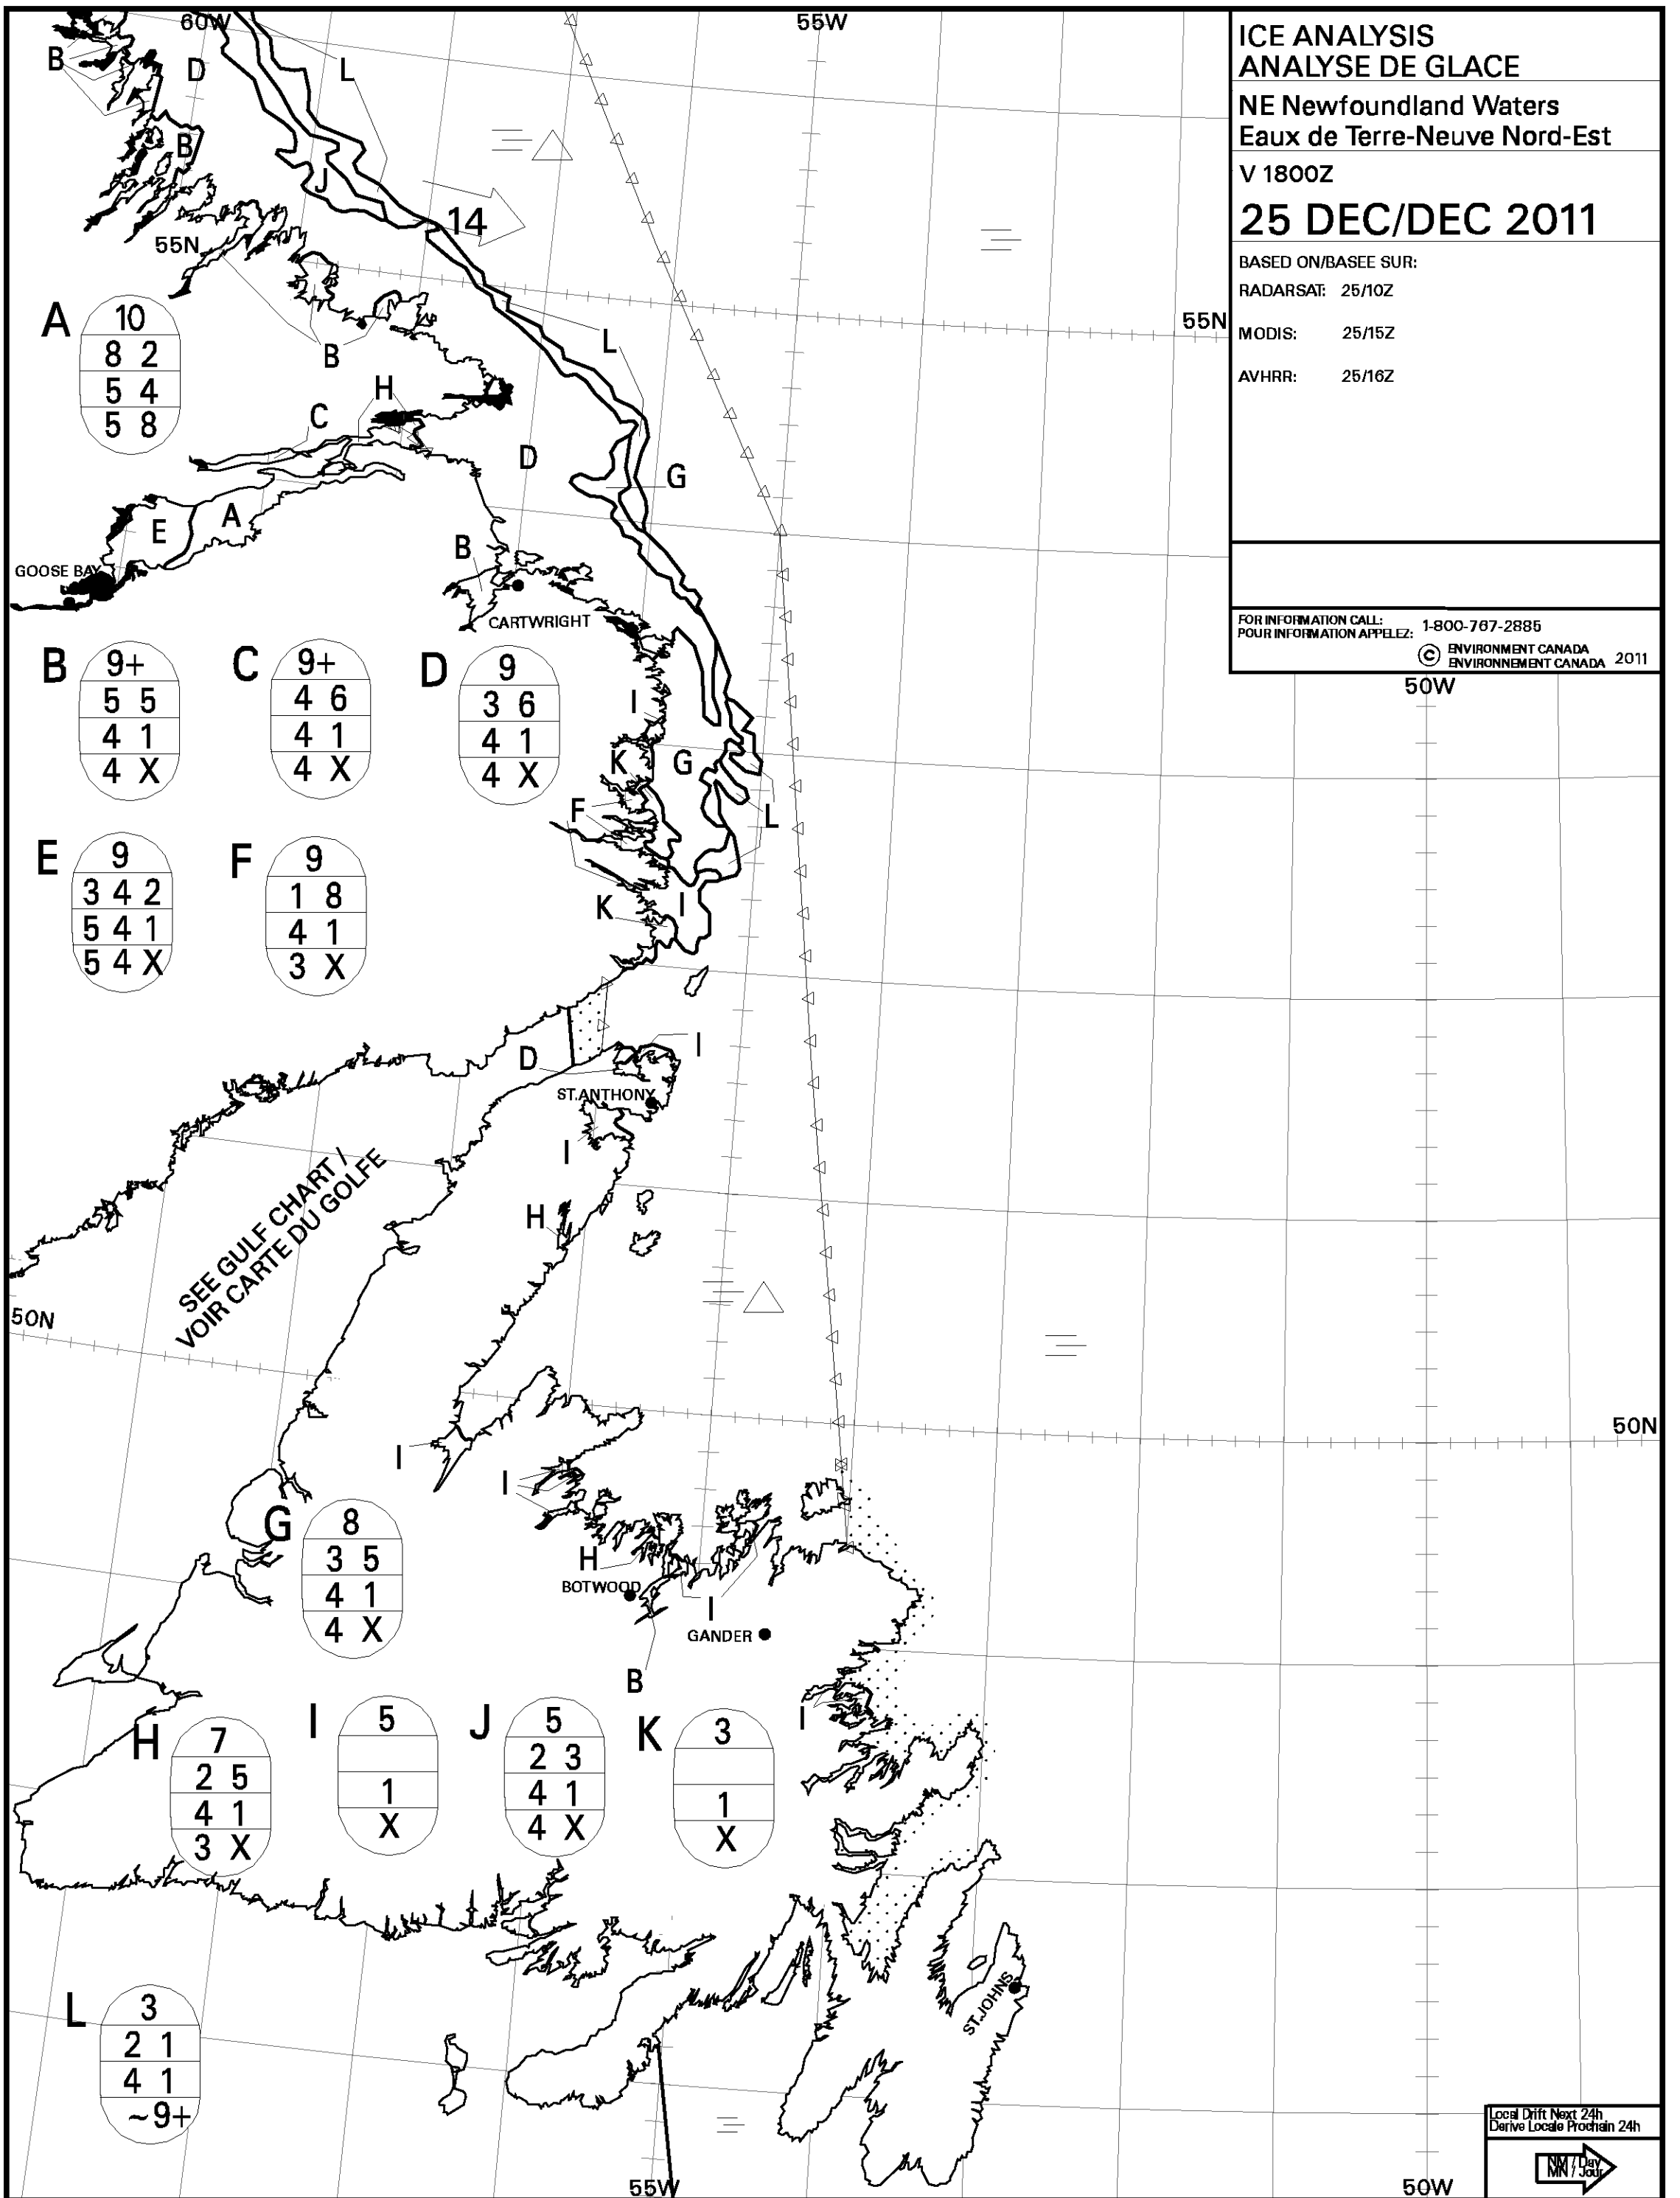 60W
55W
ICE ANALYSIS
ANALYSE DE GLACE
NE Newfoundland Waters
Eaux de Terre-Neuve Nord-Est
V 1800Z
25 DEC/DEC 2011
BASED ON/BASEE SUR:
RADARSAT: 25/10Z
MODIS: 25/15Z
AVHRR: 25/16Z
FOR INFORMATION CALL:
POUR INFORMATION APPELEZ: 1-800-767-2885
© ENVIRONMENT CANADA
ENVIRONNEMENT CANADA 2011
B
D
L
B
J
14
55N
55N
L
B
H
C
D
G
E
A
B
GOOSE BAY
CARTWRIGHT
A
10
8 2
5 4
5 8
B
9+
5 5
4 1
4 X
C
9+
4 6
4 1
4 X
D
9
3 6
4 1
4 X
I
K
G
F
L
50W
E
9
3 4 2
5 4 1
5 4 X
F
9
1 8
4 1
3 X
K
I
I
D
ST.ANTHONY
I
H
SEE GULF CHART /
VOIR CARTE DU GOLFE
50N
50N
I
I
G
8
3 5
4 1
4 X
H
BOTWOOD
I
GANDER
B
I
H
7
2 5
4 1
3 X
I
5
1
X
J
5
2 3
4 1
4 X
K
3
1
X
L
3
2 1
4 1
~9+
ST.JOHNS
55W
50W
Local Drift Next 24h
Derive Locale Prochain 24h
NM / Day
MN / Jour